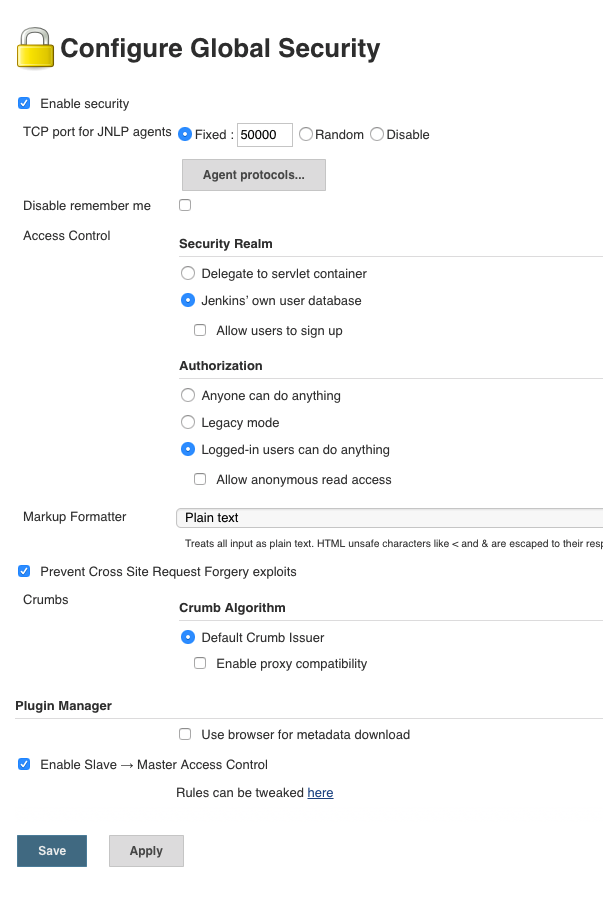 Configure Global Security
Enable security
TCP port for JNLP agents Fixed : 50000 Random Disable
Agent protocols...
Disable remember me
Access Control
Security Realm
Delegate to servlet container
Jenkins’ own user database
Allow users to sign up
Authorization
Anyone can do anything
Legacy mode
Logged-in users can do anything
Allow anonymous read access
Markup Formatter Plain text
Treats all input as plain text. HTML unsafe characters like < and & are escaped to their
Prevent Cross Site Request Forgery exploits
Crumbs
Crumb Algorithm
Default Crumb Issuer
Enable proxy compatibility
Plugin Manager
Use browser for metadata download
Enable Slave → Master Access Control
Rules can be tweaked here
Save Apply